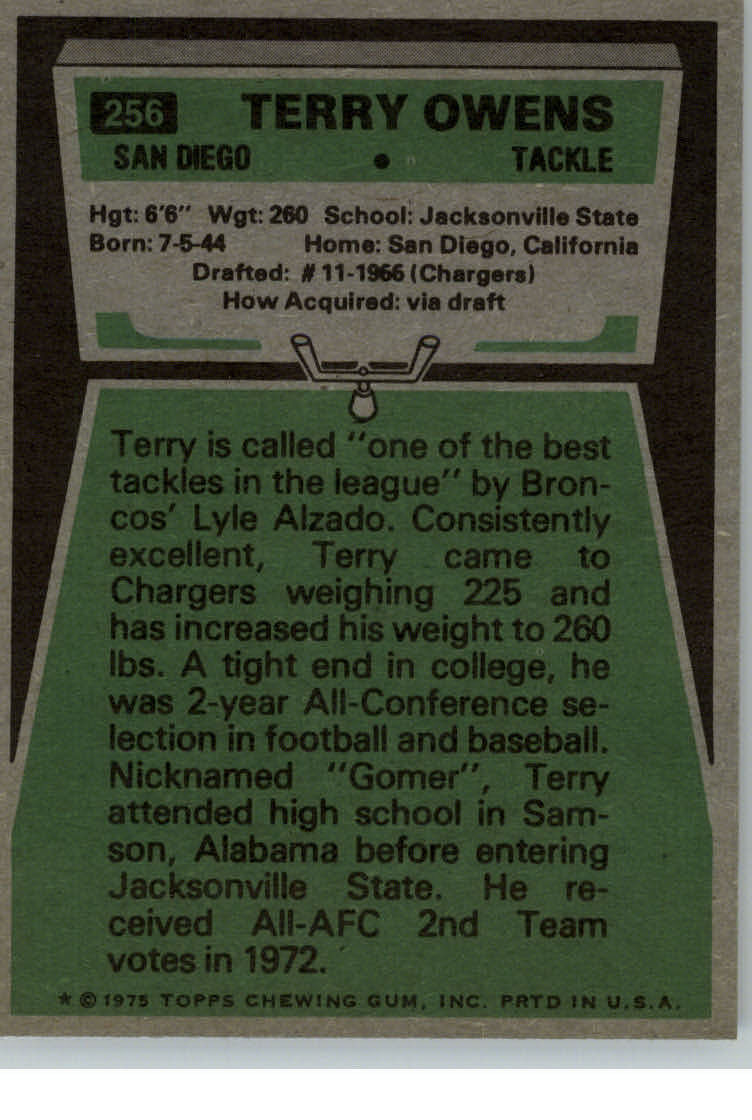 256 TERRY OWENS
SAN DIEGO • TACKLE
Hgt: 6'6" Wgt: 260 School: Jacksonville State
Born: 7-5-44 Home: San Diego, California
Drafted: #11-1966 (Chargers)
How Acquired: via draft
Terry is called "one of the best
tackles in the league" by Bron-
cos' Lyle Alzado. Consistently
excellent, Terry came to
Chargers weighing 225 and
has increased his weight to 260
lbs. A tight end in college, he
was 2-year All-Conference se-
lection in football and baseball.
Nicknamed "Gomer", Terry
attended high school in Sam-
son, Alabama before entering
Jacksonville State. He re-
ceived All-AFC 2nd Team
votes in 1972.
* © 1975 TOPPS CHEWING GUM, INC. PRTD IN U.S.A.